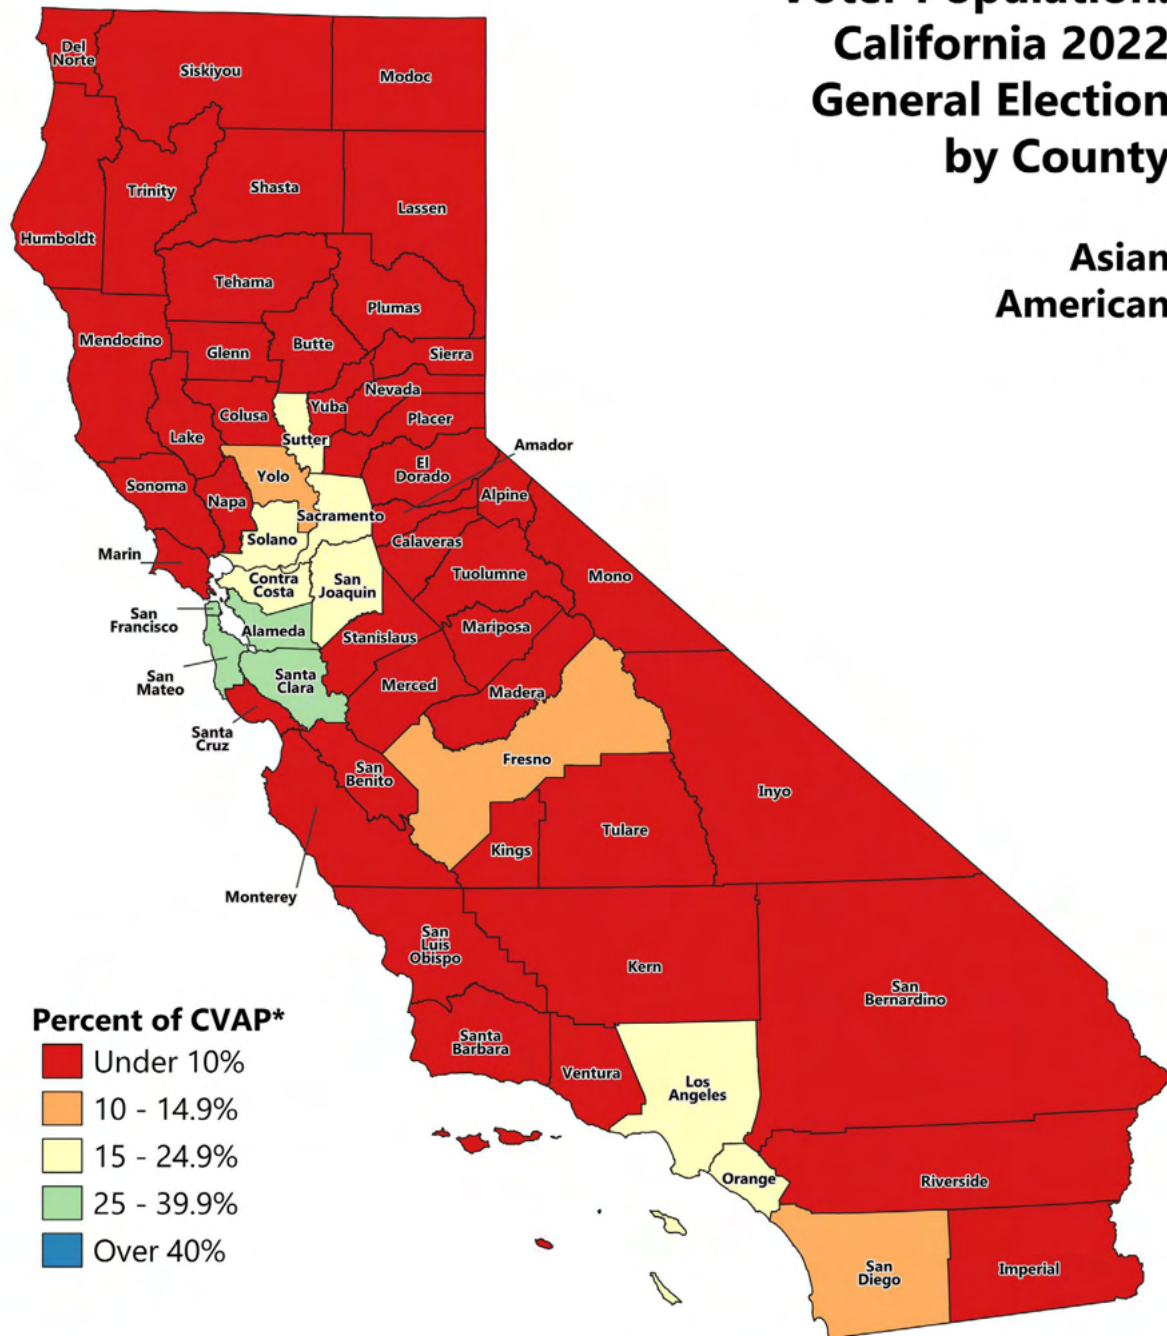 California 2022
General Election
by County
Asian
American
Del
Norte
Siskiyou
Modoc
Trinity
Shasta
Lassen
Humboldt
Tehama
Plumas
Mendocino
Glenn
Butte
Sierra
Nevada
Colusa
Yuba
Placer
Lake
Sutter
Amador
El
Dorado
Yolo
Sonoma
Napa
Alpine
Sacramento
Solano
Calaveras
Marin
Contra
Costa
San
Joaquin
Tuolumne
Mono
San
Francisco
Alameda
Stanislaus
Mariposa
San
Mateo
Santa
Clara
Merced
Madera
Santa
Cruz
Fresno
San
Benito
Inyo
Tulare
Kings
Monterey
San
Luis
Obispo
Kern
San
Bernardino
Percent of CVAP*
Under 10%
10 - 14.9%
15 - 24.9%
25 - 39.9%
Over 40%
Santa
Barbara
Ventura
Los
Angeles
Orange
Riverside
San
Diego
Imperial